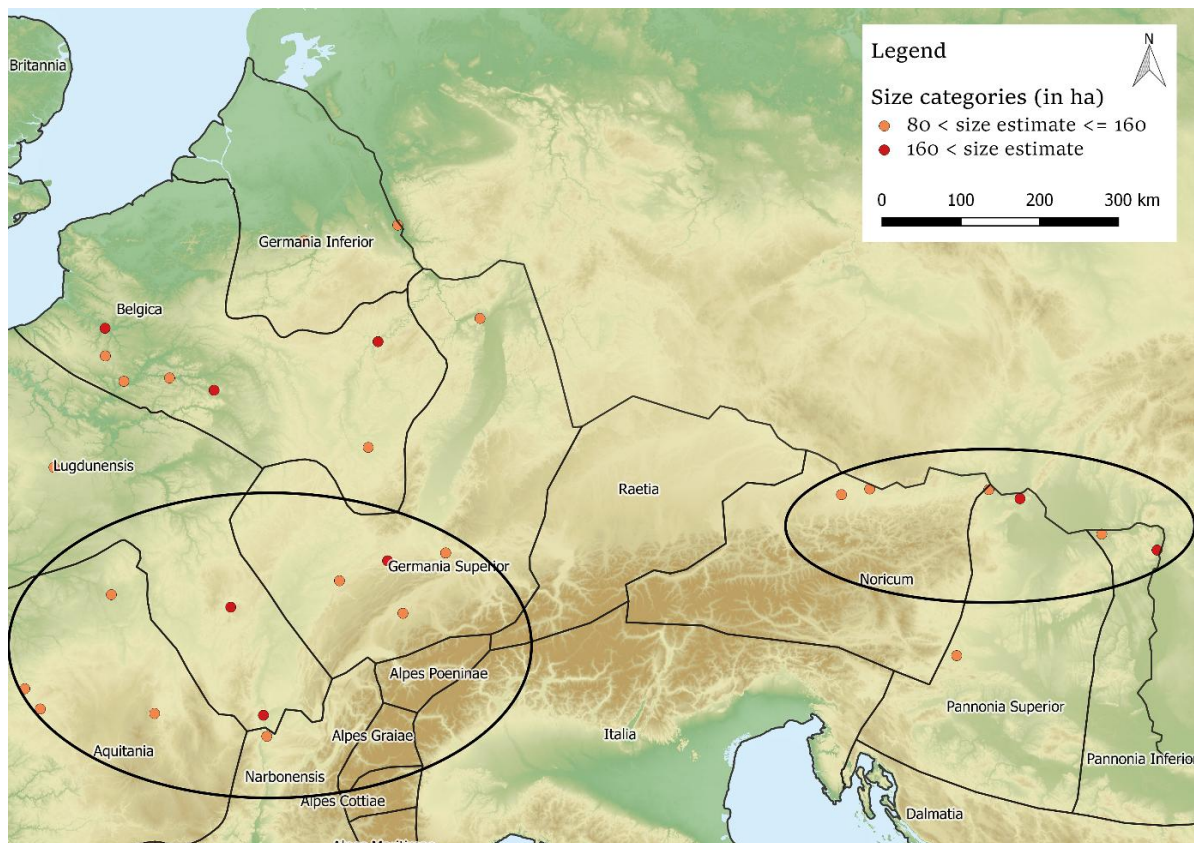 Legend
N
Size categories (in ha)
80 < size estimate <= 160
160 < size estimate
0 100 200 300 km
Britannia
Germania Inferior
Belgica
Lugdunensis
Raetia
Germania Superior
Noricum
Alpes Poeninae
Pannonia Superior
Alpes Graiae
Italia
Aquitania
Pannonia Inferior
Narbonensis
Alpes Cottiae
Dalmatia